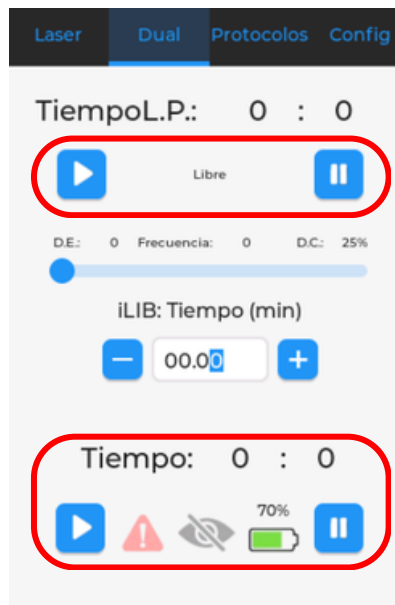 Laser Dual Protocolos Config
TiempoL.P.: 0 : 0
Libre
D.E.: 0 Frecuencia: 0 D.C.: 25%
iLIB: Tiempo (min)
00.00
Tiempo: 0 : 0
70%